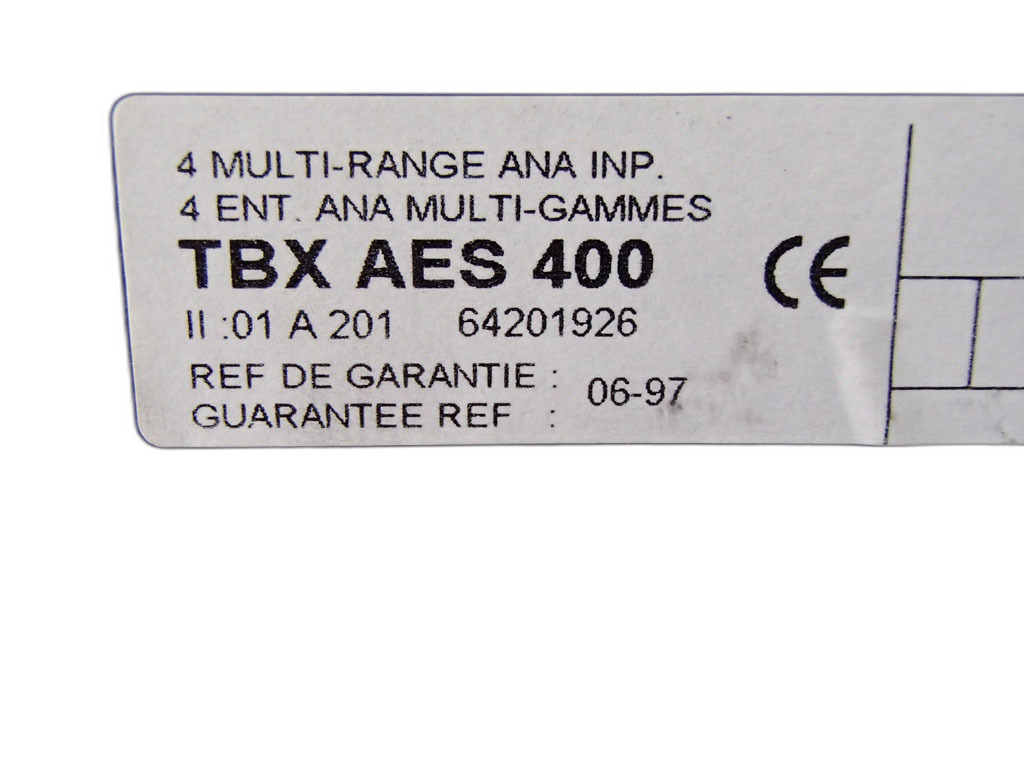 4 MULTI-RANGE ANA INP.
4 ENT. ANA MULTI-GAMMES
TBX AES 400 CE
II :01 A 201 64201926
REF DE GARANTIE : 06-97
GUARANTEE REF :